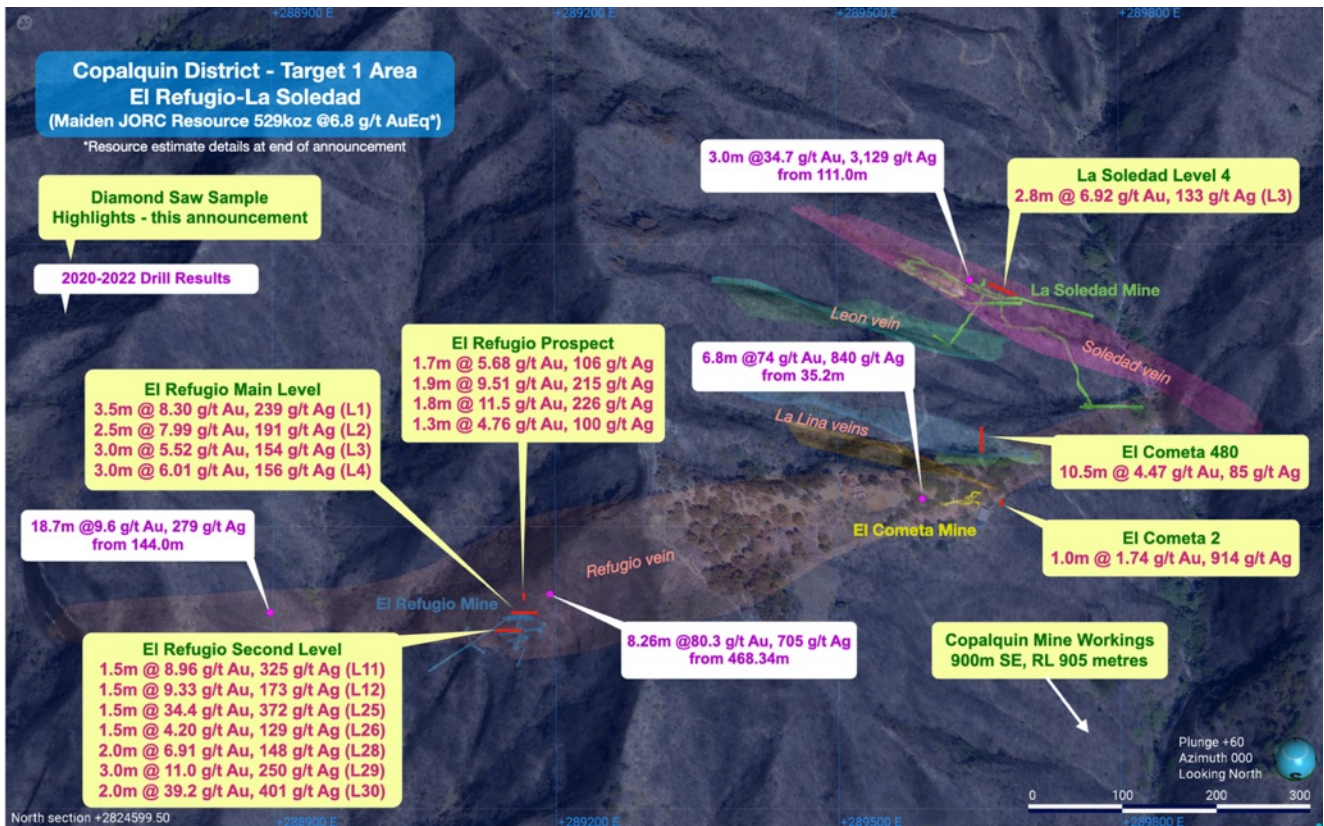 +288900 E
+289200 E
+289500 E
+289800 E
Copalquin District - Target 1 Area
El Refugio-La Soledad
(Maiden JORC Resource 529koz @6.8 g/t AuEq*)
*Resource estimate details at end of announcement
Diamond Saw Sample
Highlights - this announcement
2020-2022 Drill Results
3.0m @34.7 g/t Au, 3,129 g/t Ag
from 111.0m
La Soledad Level 4
2.8m @ 6.92 g/t Au, 133 g/t Ag (L3)
La Soledad Mine
Leon vein
Soledad vein
6.8m @74 g/t Au, 840 g/t Ag
from 35.2m
La Lina veins
El Refugio Prospect
1.7m @ 5.68 g/t Au, 106 g/t Ag
1.9m @ 9.51 g/t Au, 215 g/t Ag
1.8m @ 11.5 g/t Au, 226 g/t Ag
1.3m @ 4.76 g/t Au, 100 g/t Ag
El Refugio Main Level
3.5m @ 8.30 g/t Au, 239 g/t Ag (L1)
2.5m @ 7.99 g/t Au, 191 g/t Ag (L2)
3.0m @ 5.52 g/t Au, 154 g/t Ag (L3)
3.0m @ 6.01 g/t Au, 156 g/t Ag (L4)
El Cometa 480
10.5m @ 4.47 g/t Au, 85 g/t Ag
El Cometa Mine
El Cometa 2
1.0m @ 1.74 g/t Au, 914 g/t Ag
18.7m @9.6 g/t Au, 279 g/t Ag
from 144.0m
Refugio vein
El Refugio Mine
8.26m @80.3 g/t Au, 705 g/t Ag
from 468.34m
Copalquin Mine Workings
900m SE, RL 905 metres
El Refugio Second Level
1.5m @ 8.96 g/t Au, 325 g/t Ag (L11)
1.5m @ 9.33 g/t Au, 173 g/t Ag (L12)
1.5m @ 34.4 g/t Au, 372 g/t Ag (L25)
1.5m @ 4.20 g/t Au, 129 g/t Ag (L26)
2.0m @ 6.91 g/t Au, 148 g/t Ag (L28)
3.0m @ 11.0 g/t Au, 250 g/t Ag (L29)
2.0m @ 39.2 g/t Au, 401 g/t Ag (L30)
Plunge +60
Azimuth 000
Looking North
S
0 100 200 300
North section +2824599.50
+288900 E
+289200 E
+289500 E
+289800 E